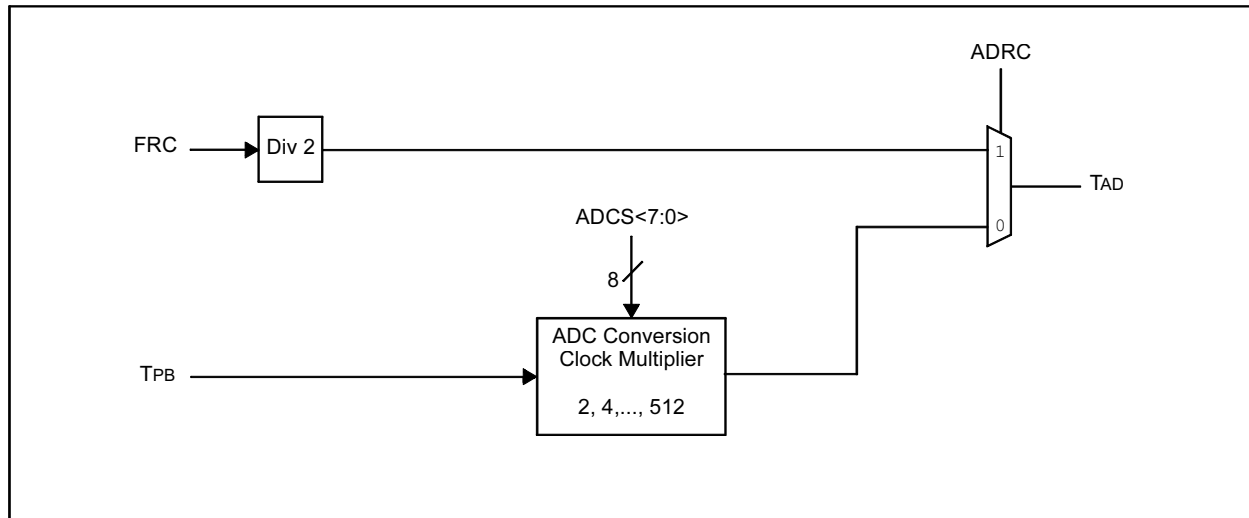 ADRC
FRC
Div 2
1
TAD
ADCS<7:0>
0
8
ADC Conversion
Clock Multiplier
TPB
2, 4,..., 512